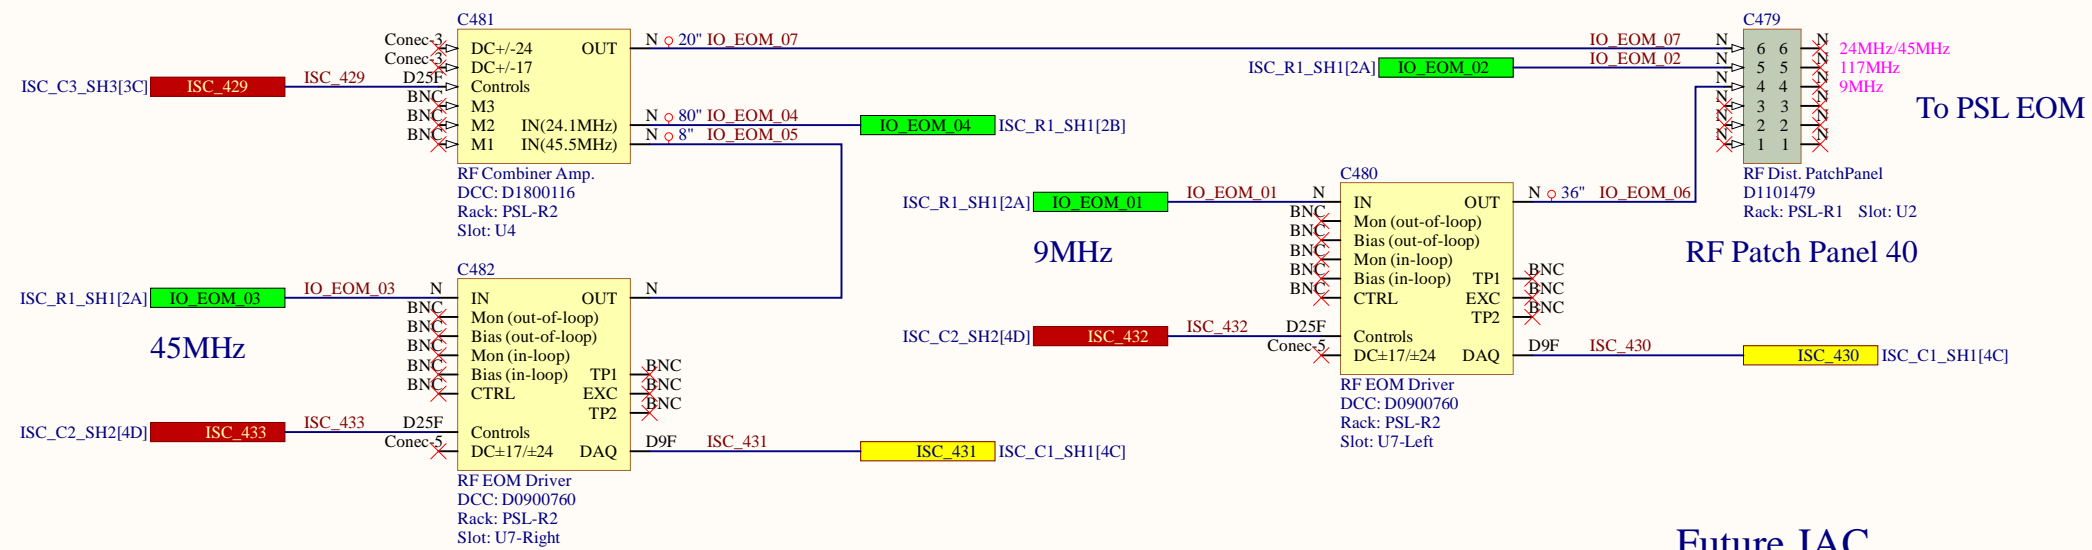 C481
Conec-3 DC+/-24 OUT N 20" IO_EOM_07
Conec-3 DC+/-17
ISC_C3_SH3[3C] ISC_429 ISC_429 D25F Controls
BNC M3
BNC M2 IN(24.1MHz) N 80" IO_EOM_04 IO_EOM_04 ISC_R1_SH1[2B]
BNC M1 IN(45.5MHz) N 8" IO_EOM_05
RF Combiner Amp.
DCC: D1800116
Rack: PSL-R2
Slot: U4
C479
IO_EOM_07 N 6 6 N 24MHz/45MHz
ISC_R1_SH1[2A] IO_EOM_02 IO_EOM_02 N 5 5 N 117MHz
N 4 4 N 9MHz
N 3 3 N
N 2 2 N
N 1 1 N
To PSL EOM
RF Dist. PatchPanel
D1101479
Rack: PSL-R1 Slot: U2
RF Patch Panel 40
C480
ISC_R1_SH1[2A] IO_EOM_01 IO_EOM_01 N IN OUT N 36" IO_EOM_06
BNC Mon (out-of-loop)
BNC Bias (out-of-loop)
BNC Mon (in-loop)
BNC Bias (in-loop) TP1 BNC
BNC CTRL EXC BNC
TP2 BNC
9MHz
ISC_C2_SH2[4D] ISC_432 ISC_432 D25F Controls
Conec-5 DC±17/±24 DAQ D9F ISC_430 ISC_430 ISC_C1_SH1[4C]
RF EOM Driver
DCC: D0900760
Rack: PSL-R2
Slot: U7-Left
C482
ISC_R1_SH1[2A] IO_EOM_03 IO_EOM_03 N IN OUT N
BNC Mon (out-of-loop)
BNC Bias (out-of-loop)
BNC Mon (in-loop)
BNC Bias (in-loop) TP1 BNC
BNC CTRL EXC BNC
TP2 BNC
45MHz
ISC_C2_SH2[4D] ISC_433 ISC_433 D25F Controls
Conec-5 DC±17/±24 DAQ D9F ISC_431 ISC_431 ISC_C1_SH1[4C]
RF EOM Driver
DCC: D0900760
Rack: PSL-R2
Slot: U7-Right
Future JAC